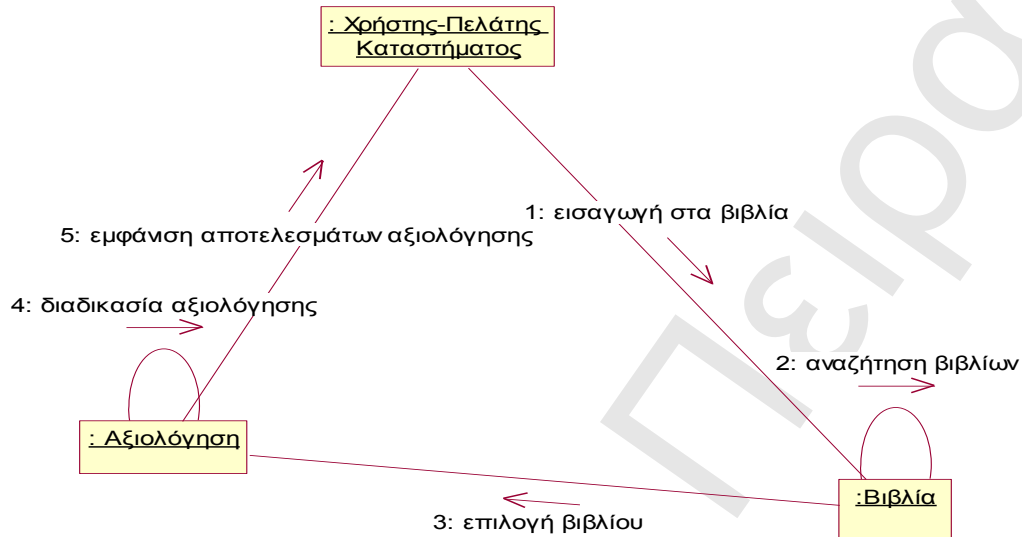 : Χρήστης-Πελάτης
Καταστήματος
1: εισαγωγή στα βιβλία
5: εμφάνιση αποτελεσμάτων αξιολόγησης
4: διαδικασία αξιολόγησης
2: αναζήτηση βιβλίων
: Αξιολόγηση
:Βιβλία
3: επιλογή βιβλίου
Πειρα